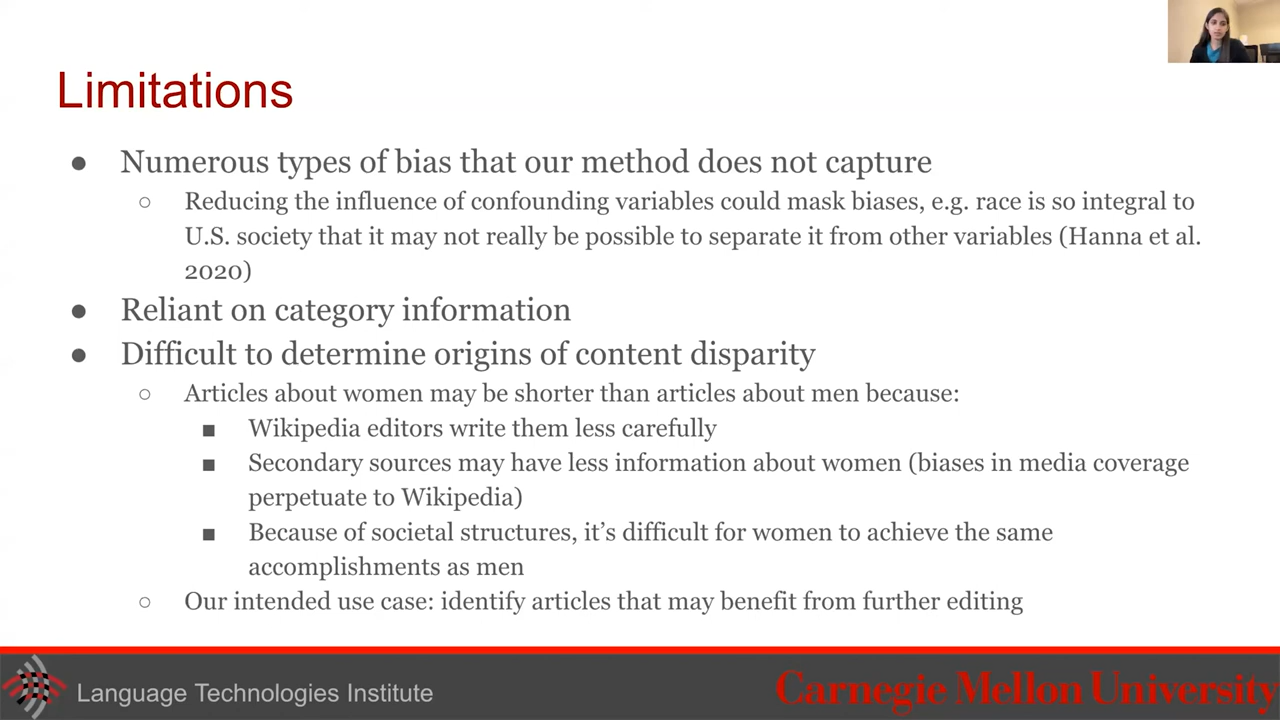 Limitations
● Numerous types of bias that our method does not capture
○ Reducing the influence of confounding variables could mask biases, e.g. race is so integral to
U.S. society that it may not really be possible to separate it from other variables (Hanna et al.
2020)
● Reliant on category information
● Difficult to determine origins of content disparity
○ Articles about women may be shorter than articles about men because:
■ Wikipedia editors write them less carefully
■ Secondary sources may have less information about women (biases in media coverage
perpetuate to Wikipedia)
■ Because of societal structures, it’s difficult for women to achieve the same
accomplishments as men
○ Our intended use case: identify articles that may benefit from further editing
Language Technologies Institute
Carnegie Mellon University